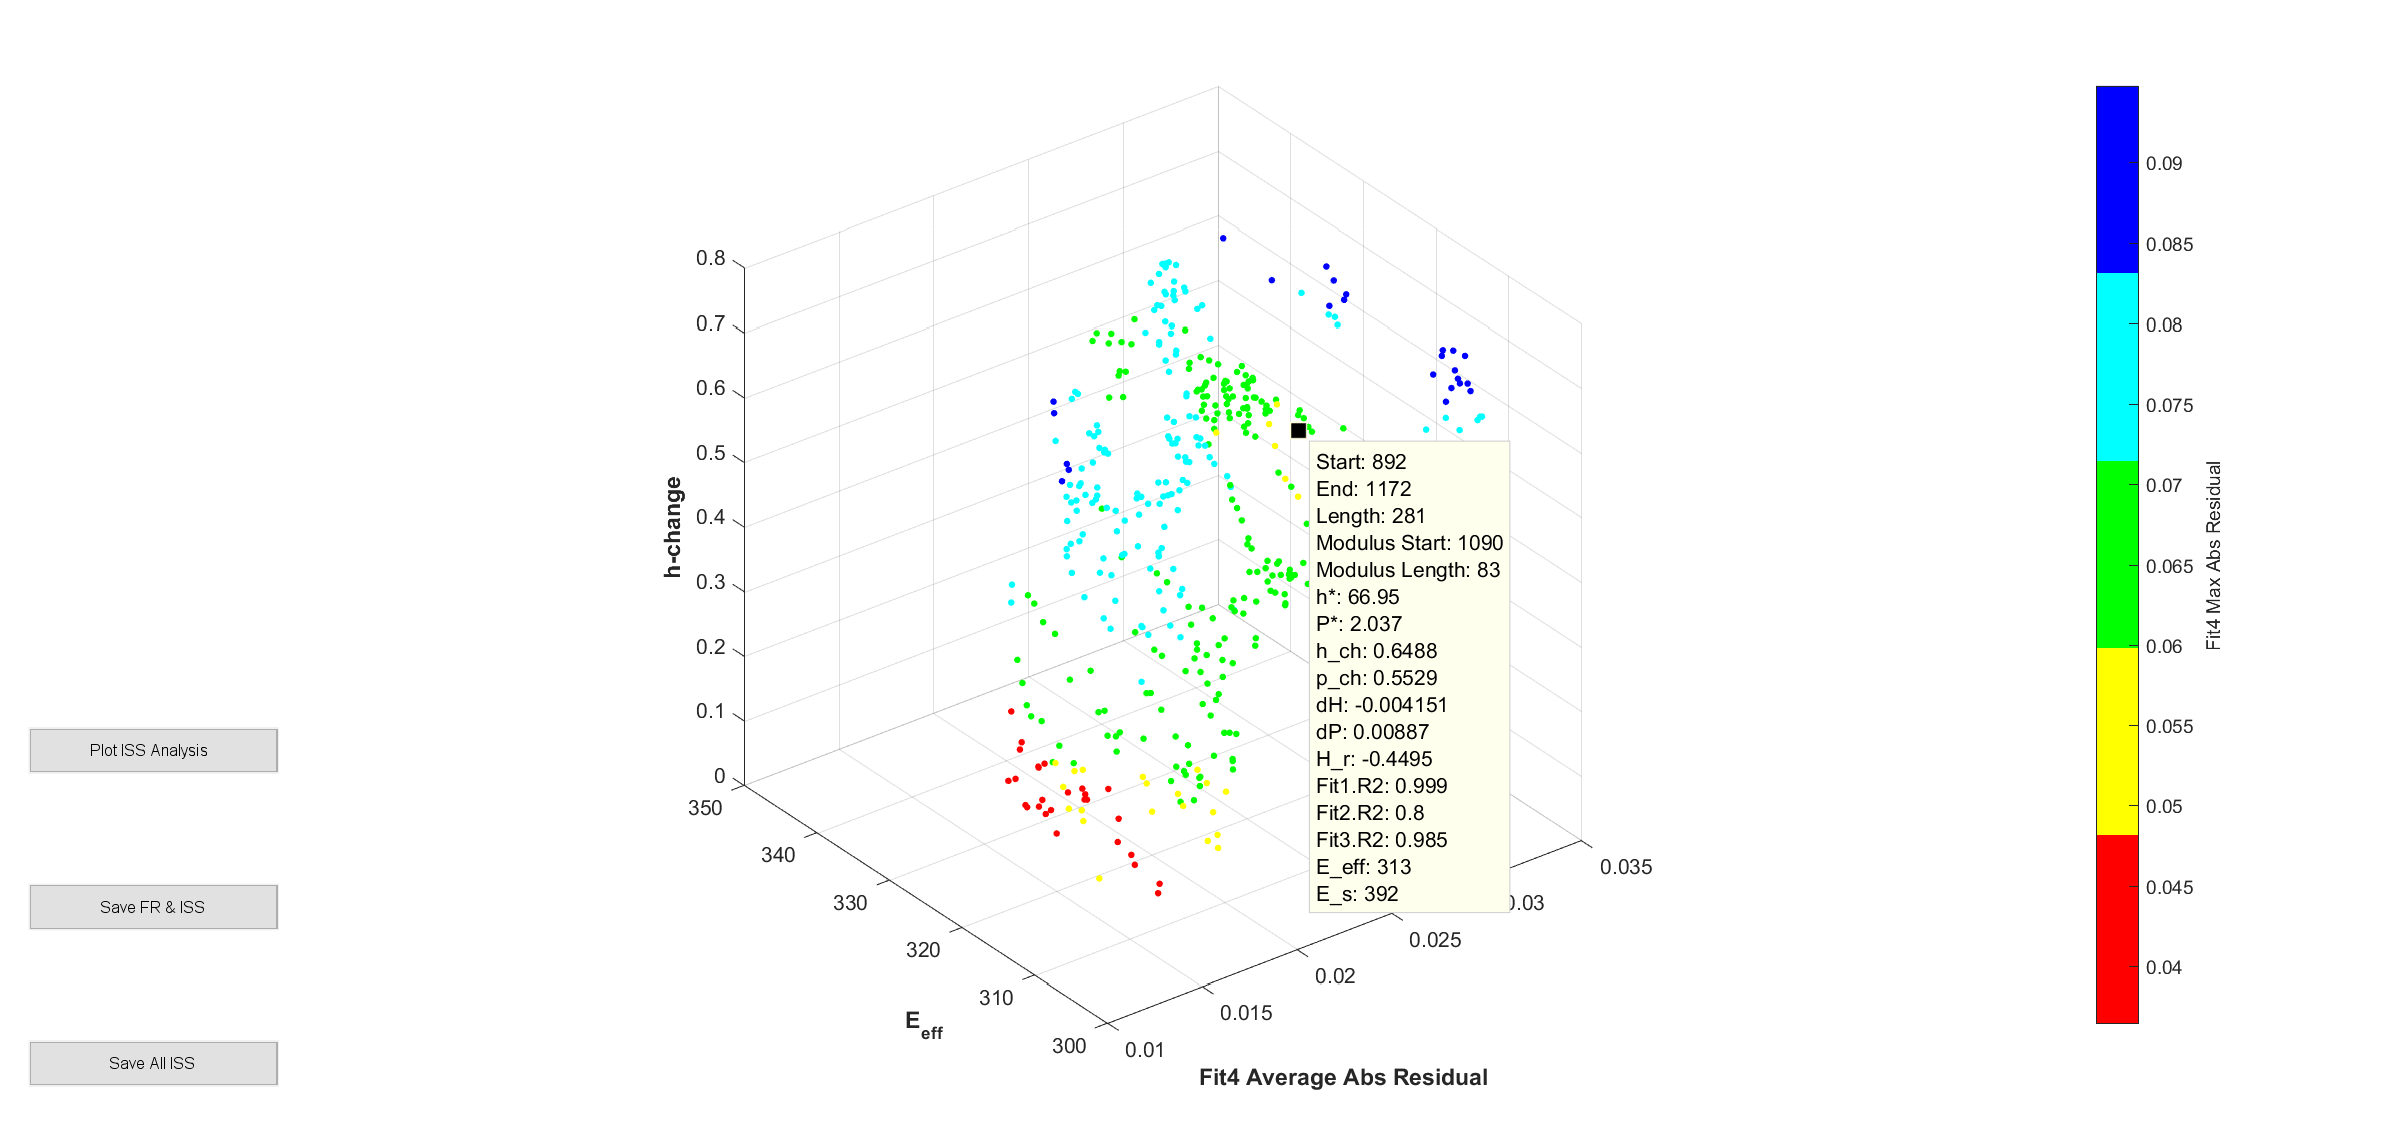 Plot ISS Analysis
Save FR & ISS
Save All ISS
h-change
0.8
0.7
0.6
0.5
0.4
0.3
0.2
0.1
0
350
340
330
320
310
300
E_eff
0.01
0.015
0.02
0.025
0.03
0.035
Fit4 Average Abs Residual
Start: 892
End: 1172
Length: 281
Modulus Start: 1090
Modulus Length: 83
h*: 66.95
P*: 2.037
h_ch: 0.6488
p_ch: 0.5529
dH: -0.004151
dP: 0.00887
H_r: -0.4495
Fit1.R2: 0.999
Fit2.R2: 0.8
Fit3.R2: 0.985
E_eff: 313
E_s: 392
0.09
0.085
0.08
0.075
0.07
0.065
0.06
0.055
0.05
0.045
0.04
Fit4 Max Abs Residual